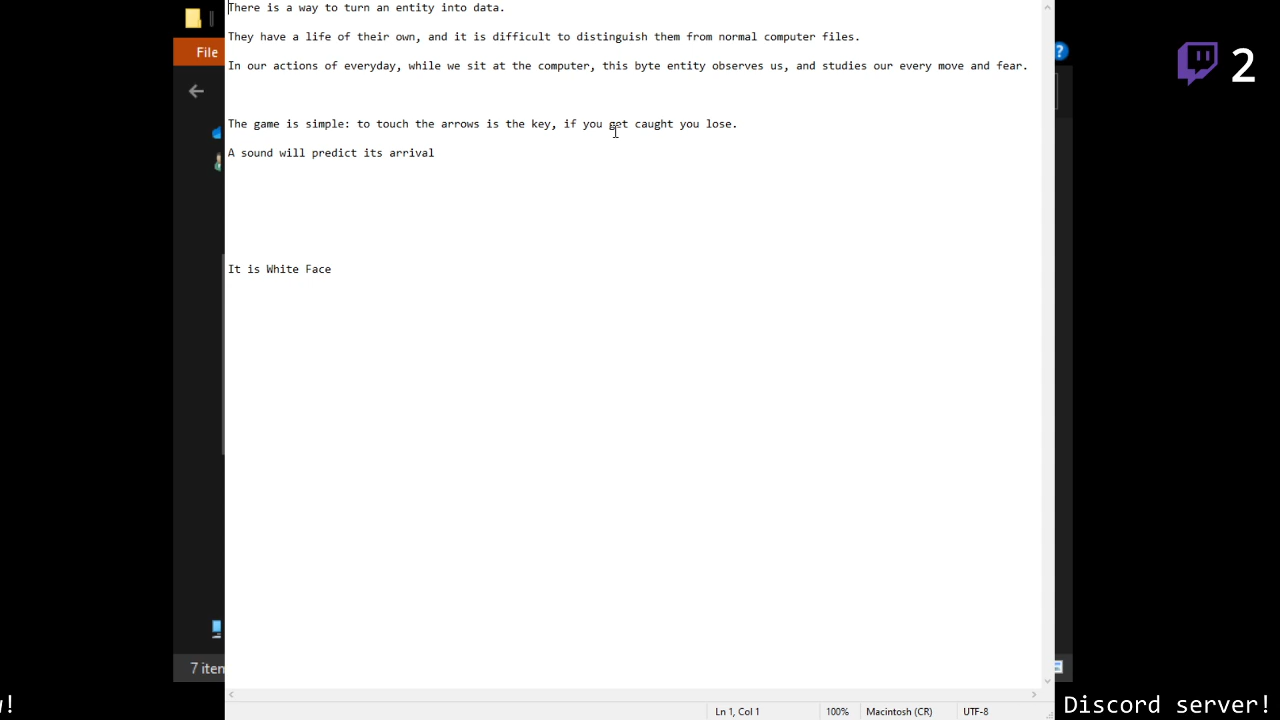 There is a way to turn an entity into data.
File
They have a life of their own, and it is difficult to distinguish them from normal computer files.
In our actions of everyday, while we sit at the computer, this byte entity observes us, and studies our every move and fear.
2
The game is simple: to touch the arrows is the key, if you get caught you lose.
A sound will predict its arrival
It is White Face
7 item
!
Discord server!
Ln 1, Col 1
100%
Macintosh (CR)
UTF-8